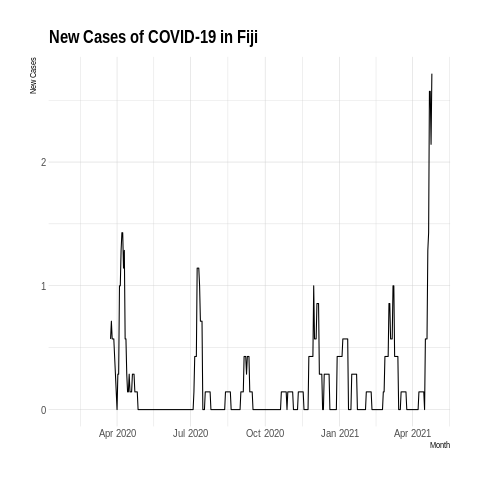 New Cases of COVID-19 in Fiji
New Cases
2
1
0
Apr 2020 Jul 2020 Oct 2020 Jan 2021 Apr 2021
Month